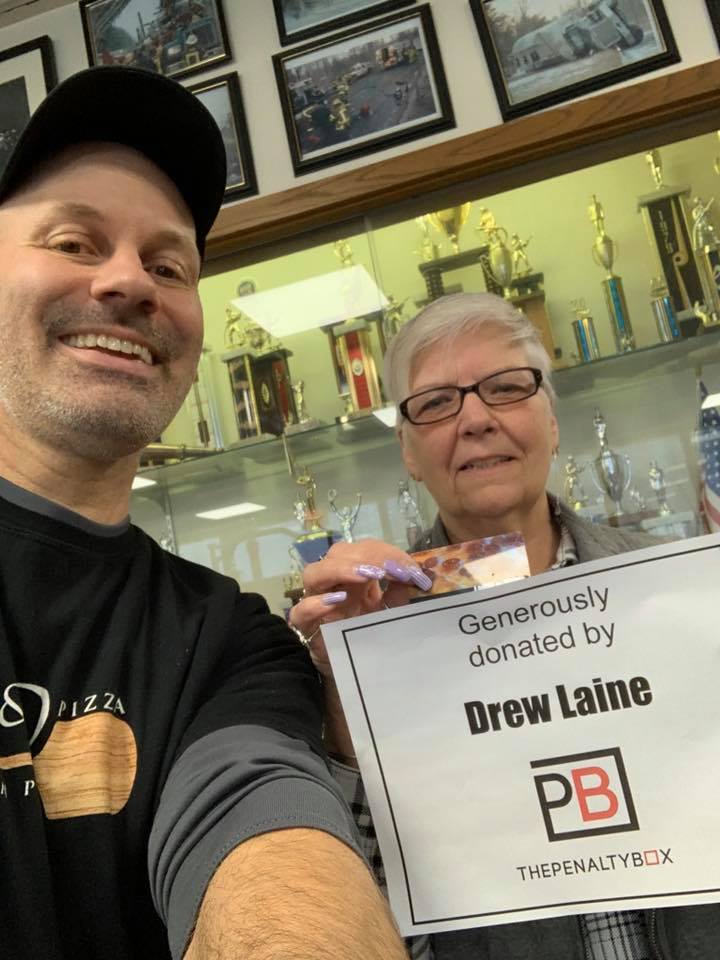 PIZZA
Generously
donated by
Drew Laine
PB
THEPENALTYBOX